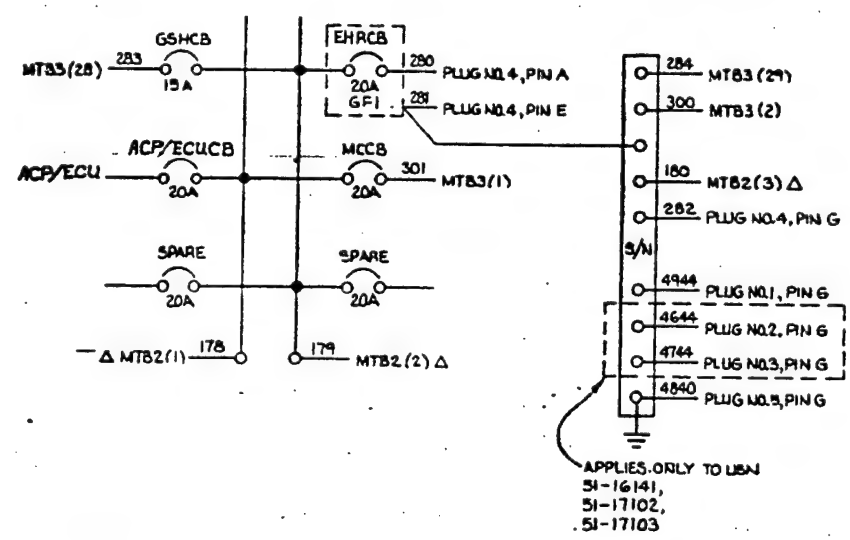 GSHCB
283
MTB3(28)
15A
EHRCB
280
PLUG NO.4, PIN A
20A
GFI
281
PLUG NO.4, PIN E
ACP/ECUCB
ACP/ECU
20A
MCCB
301
MTB3(1)
20A
SPARE
20A
SPARE
20A
△ MTB2(1)
178
179
MTB2(2) △
284
MTB3(29)
300
MTB3(2)
180
MTB2(3) △
282
PLUG NO.4, PIN G
S/N
4944
PLUG NO.1, PIN G
4644
PLUG NO.2, PIN G
4744
PLUG NO.3, PIN G
4840
PLUG NO.5, PIN G
APPLIES ONLY TO USN
51-16141,
51-17102,
51-17103